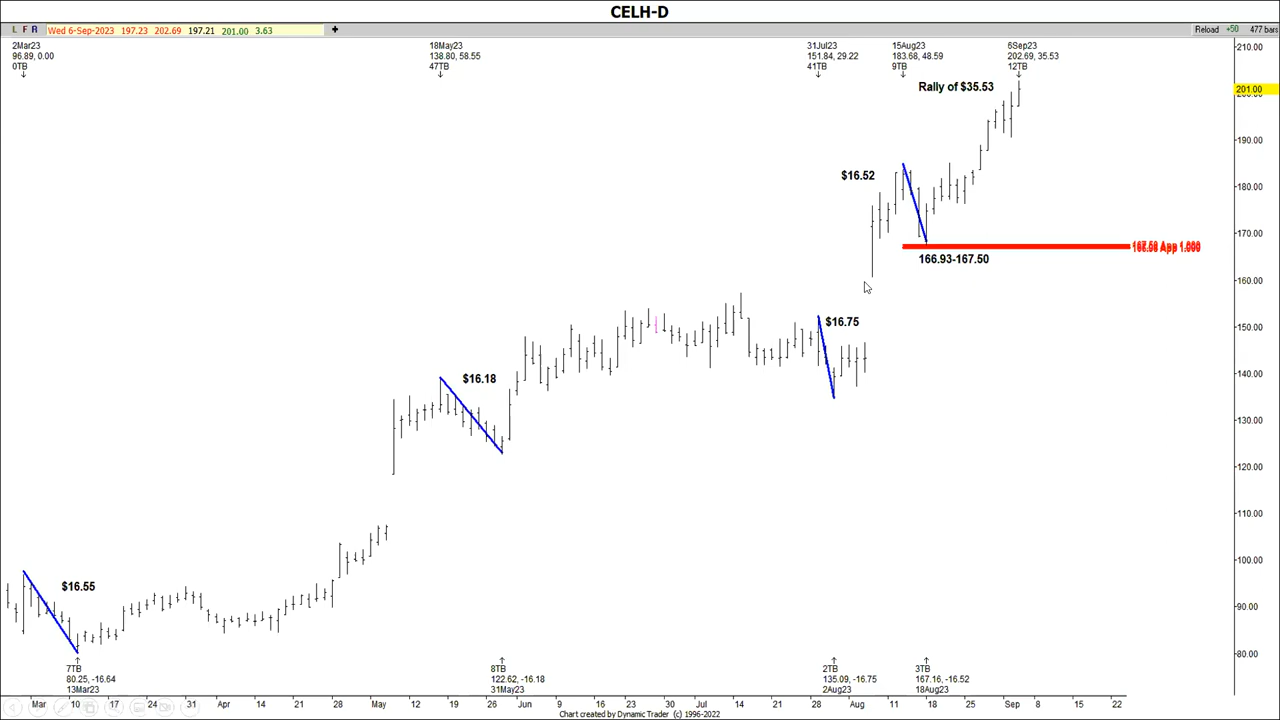 CELH-D
L F A Wed 6-Sep-2023 197.23 202.69 197.21 201.00 3.63 + Reload +50 477 bars
2Mar23 18May23 31Jul23 15Aug23 6Sep23
96.89, 0.00 138.80, 58.55 151.84, 29.22 183.68, 48.59 202.69, 35.53
0TB 47TB 41TB 9TB 12TB
210.00
Rally of $35.53
201.00
190.00
$16.52
180.00
170.00
166.93-167.50
160.00
$16.75
150.00
140.00
$16.18
130.00
120.00
110.00
100.00
$16.55
90.00
80.00
7TB 8TB 2TB 3TB
80.25, -16.64 122.62, -16.18 135.09, -16.75 167.16, -16.52
13Mar23 31May23 2Aug23 18Aug23
Mar 10 17 24 Apr 14 21 28 May 12 19 26 Jun 9 16 23 Jul 7 14 21 28 Aug 11 18 25 Sep 8 15 22
Chart created by Dynamic Trader (c) 1996-2022